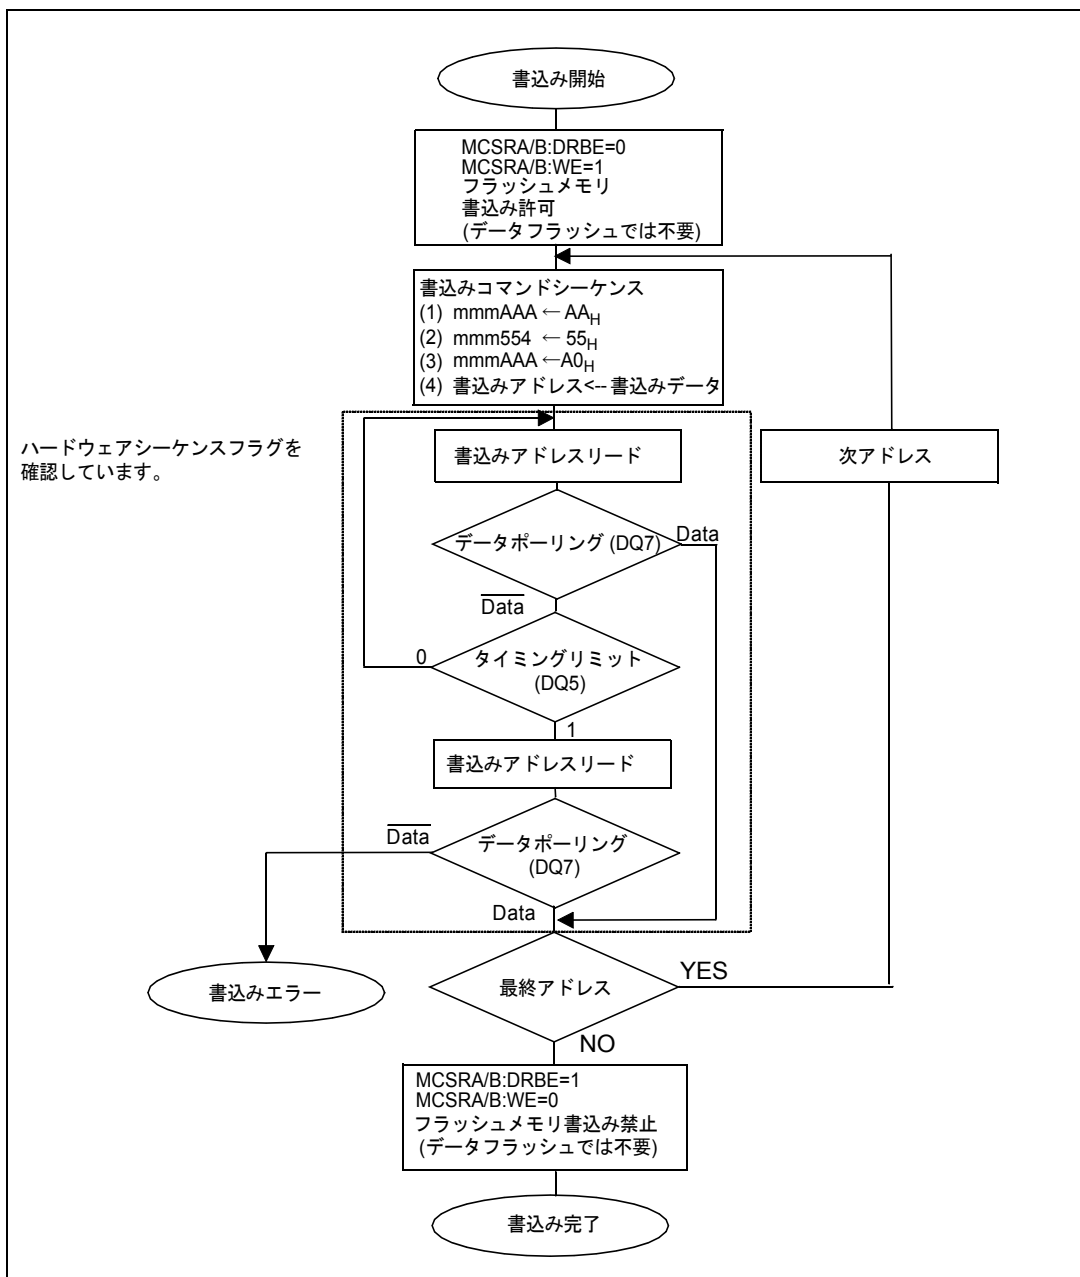 書込み開始
MCSRA/B:DRBE=0
MCSRA/B:WE=1
フラッシュメモリ
書込み許可
(データフラッシュでは不要)
書込みコマンドシーケンス
(1) mmmAAA ← AAH
(2) mmm554 ← 55H
(3) mmmAAA ←A0H
(4) 書込みアドレス<-- 書込みデータ
ハードウェアシーケンスフラグを
確認しています。
書込みアドレスリード
次アドレス
データポーリング (DQ7)
Data
Data
0
タイミングリミット
(DQ5)
1
書込みアドレスリード
Data
データポーリング
(DQ7)
Data
書込みエラー
最終アドレス
YES
NO
MCSRA/B:DRBE=1
MCSRA/B:WE=0
フラッシュメモリ書込み禁止
(データフラッシュでは不要)
書込み完了